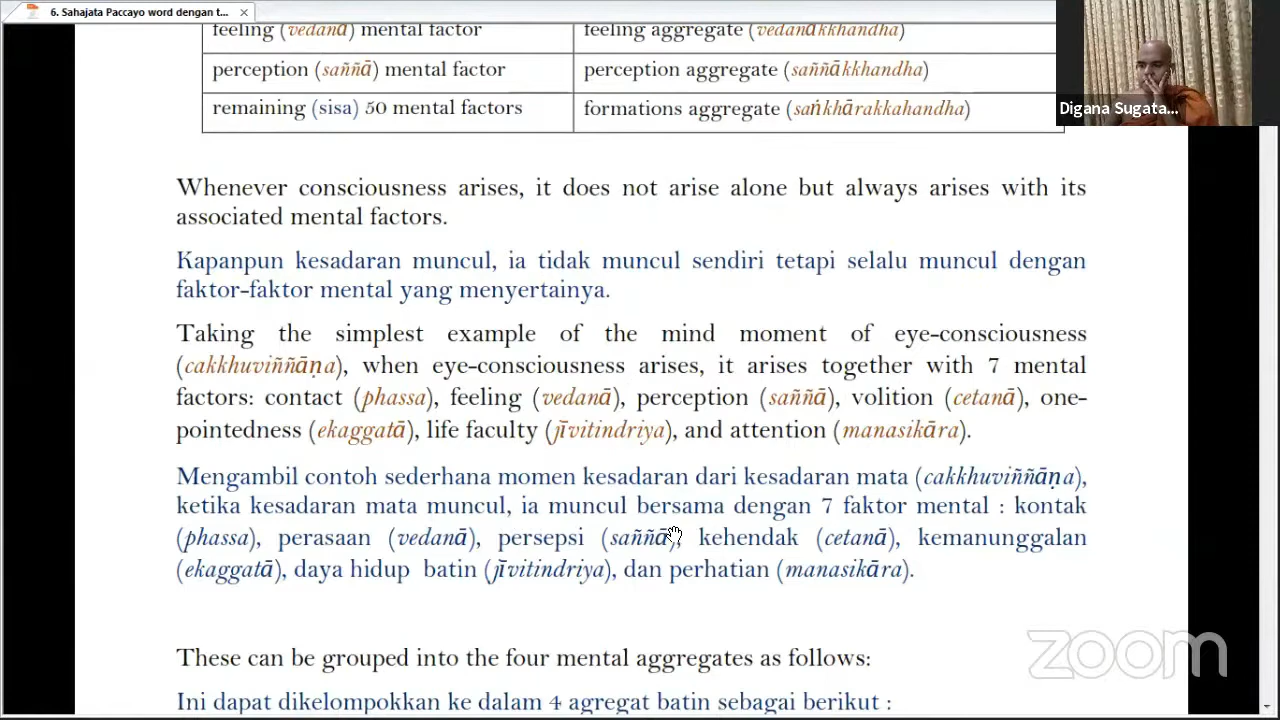 6. Sahajata Paccayo word dengan t...
feeling (vedanā) mental factor
feeling aggregate (vedanākkhandha)
perception (saññā) mental factor
perception aggregate (saññākkhandha)
remaining (sisa) 50 mental factors
formations aggregate (saṅkhārakkahandha)
Digana Sugata...
Whenever consciousness arises, it does not arise alone but always arises with its
associated mental factors.
Kapanpun kesadaran muncul, ia tidak muncul sendiri tetapi selalu muncul dengan
faktor-faktor mental yang menyertainya.
Taking the simplest example of the mind moment of eye-consciousness
(cakkhuviññāṇa), when eye-consciousness arises, it arises together with 7 mental
factors: contact (phassa), feeling (vedanā), perception (saññā), volition (cetanā), one-
pointedness (ekaggatā), life faculty (jīvitindriya), and attention (manasikāra).
Mengambil contoh sederhana momen kesadaran dari kesadaran mata (cakkhuviññāṇa),
ketika kesadaran mata muncul, ia muncul bersama dengan 7 faktor mental : kontak
(phassa), perasaan (vedanā), persepsi (saññā), kehendak (cetanā), kemanunggalan
(ekaggatā), daya hidup batin (jīvitindriya), dan perhatian (manasikāra).
These can be grouped into the four mental aggregates as follows:
Ini dapat dikelompokkan ke dalam 4 agregat batin sebagai berikut :
zoom